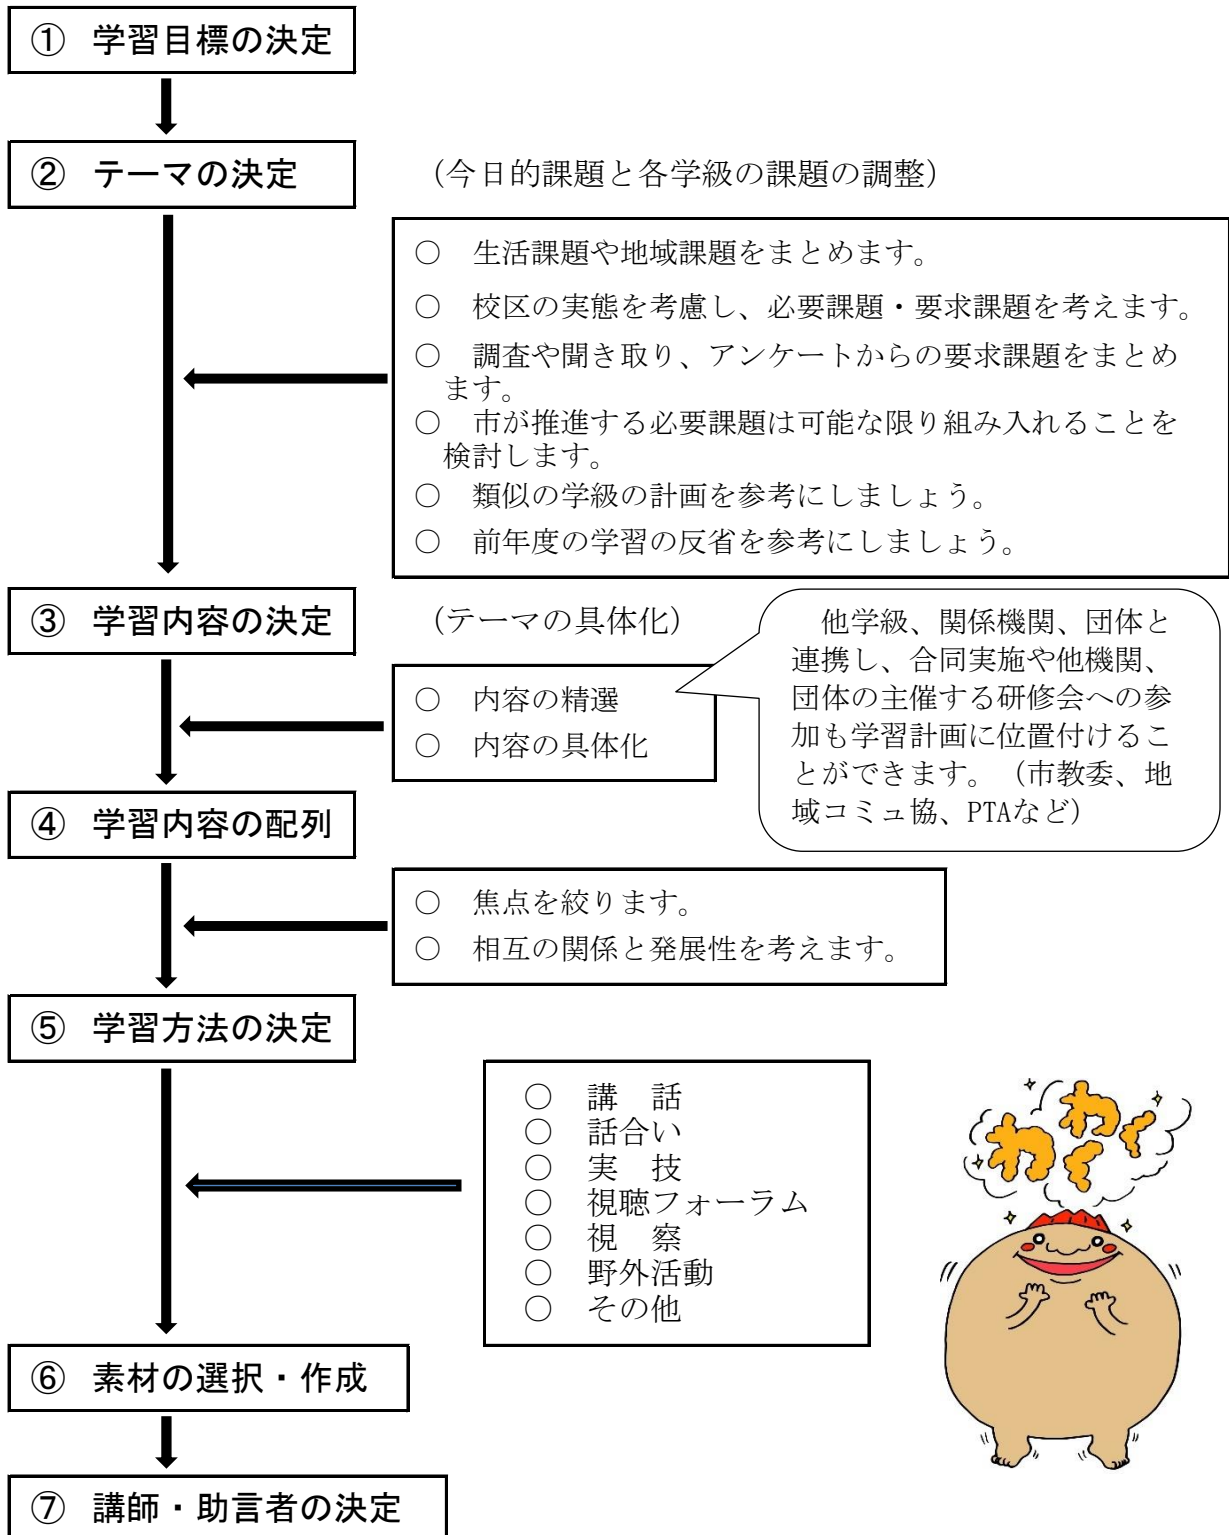 ① 学習目標の決定
② テーマの決定
（今日的課題と各学級の課題の調整）
○ 生活課題や地域課題をまとめます。
○ 校区の実態を考慮し、必要課題・要求課題を考えます。
○ 調査や聞き取り、アンケートからの要求課題をまとめ
ます。
○ 市が推進する必要課題は可能な限り組み入れることを
検討します。
○ 類似の学級の計画を参考にしましょう。
○ 前年度の学習の反省を参考にしましょう。
③ 学習内容の決定
（テーマの具体化）
○ 内容の精選
○ 内容の具体化
他学級、関係機関、団体と
連携し、合同実施や他機関、
団体の主催する研修会への参
加も学習計画に位置付けるこ
とができます。（市教委、地
域コミュ協、PTAなど）
④ 学習内容の配列
○ 焦点を絞ります。
○ 相互の関係と発展性を考えます。
⑤ 学習方法の決定
○ 講　話
○ 話合い
○ 実　技
○ 視聴フォーラム
○ 視　察
○ 野外活動
○ その他
わくわく
⑥ 素材の選択・作成
⑦ 講師・助言者の決定